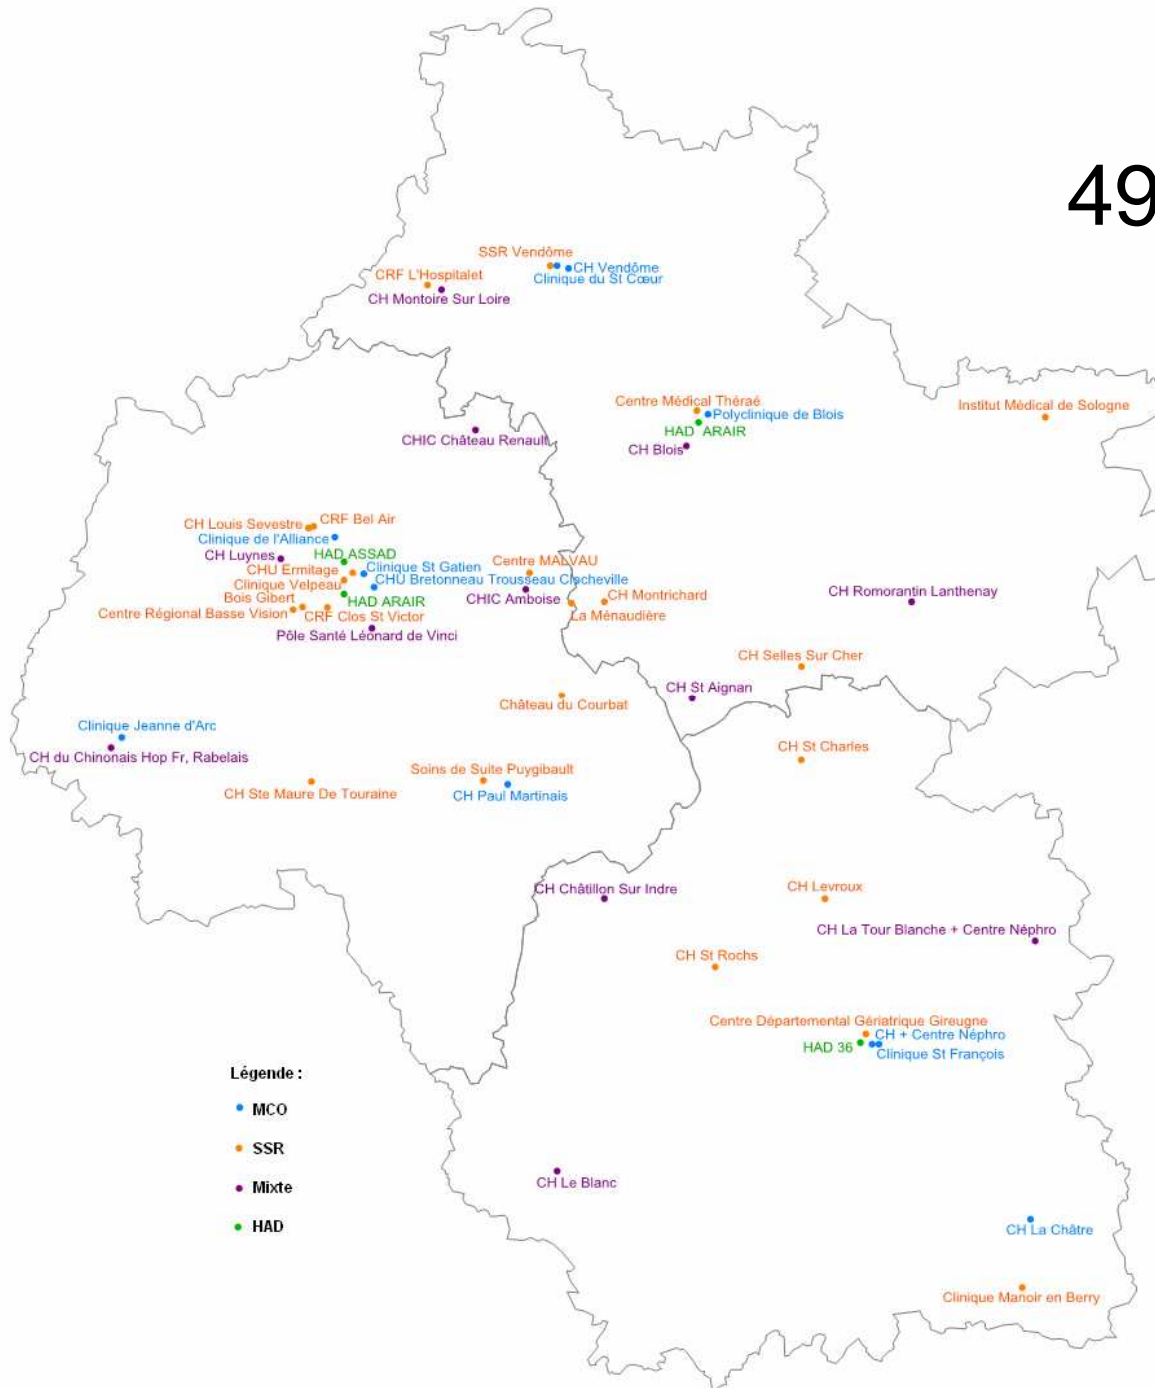 49
SSR Vendôme
CH Vendôme
Clinique du St Cœur
CRF L'Hospitalet
CH Montoire Sur Loire
Centre Médical Théraé
Polyclinique de Blois
HAD ARAIR
CH Blois
Institut Médical de Sologne
CHIC Château Renault
CH Louis Sevestre
CRF Bel Air
Clinique de l'Alliance
CH Luynes
HAD ASSAD
CHU Ermitage
Clinique St Gatien
Clinique Velpeau
CHU Bretonneau Trousseau Clocheville
Bois Gibert
HAD ARAIR
Centre Régional Basse Vision
CRF Clos St Victor
Pôle Santé Léonard de Vinci
Centre MALVAU
CHIC Amboise
CH Montrichard
La Ménaudière
CH Romorantin Lanthenay
CH Selles Sur Cher
CH St Aignan
Château du Courbat
Clinique Jeanne d'Arc
CH du Chinonais Hop Fr, Rabelais
CH St Charles
Soins de Suite Puygibault
CH Ste Maure De Touraine
CH Paul Martinais
CH Châtillon Sur Indre
CH Levroux
CH La Tour Blanche + Centre Néphro
CH St Rochs
Centre Départemental Gériatrique Gireugne
CH + Centre Néphro
HAD 36
Clinique St François
Légende :
MCO
SSR
Mixte
HAD
CH Le Blanc
CH La Châtre
Clinique Manoir en Berry